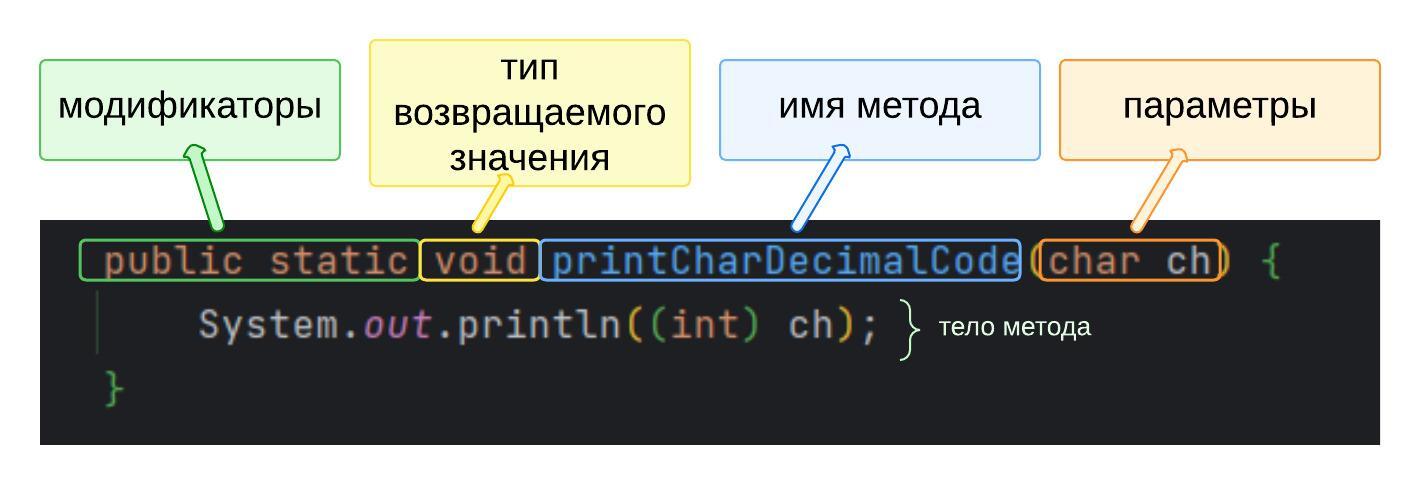 модификаторы
тип
возвращаемого
значения
имя метода
параметры
public static void printCharDecimalCode(char ch) {
System.out.println((int) ch);
тело метода
}